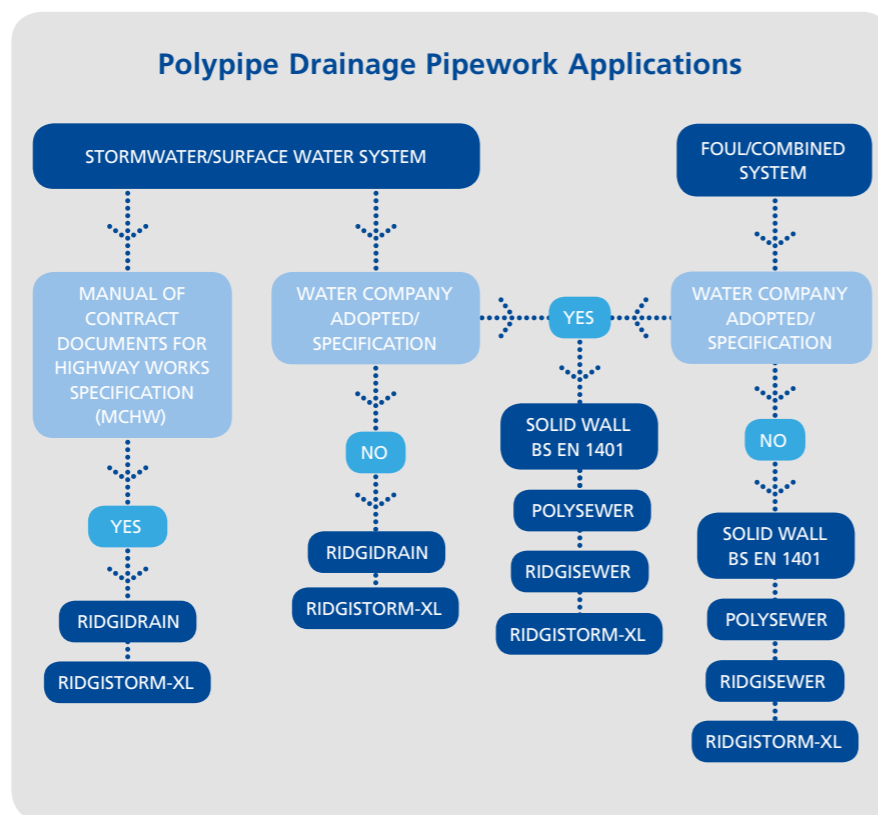 Polypipe Drainage Pipework Applications
STORMWATER/SURFACE WATER SYSTEM
FOUL/COMBINED
SYSTEM
MANUAL OF
CONTRACT
DOCUMENTS FOR
HIGHWAY WORKS
SPECIFICATION
(MCHW)
YES
RIDGIDRAIN
RIDGISTORM-XL
WATER COMPANY
ADOPTED/
SPECIFICATION
NO
RIDGIDRAIN
RIDGISTORM-XL
YES
SOLID WALL
BS EN 1401
POLYSEWER
RIDGISEWER
RIDGISTORM-XL
WATER COMPANY
ADOPTED/
SPECIFICATION
NO
SOLID WALL
BS EN 1401
POLYSEWER
RIDGISEWER
RIDGISTORM-XL